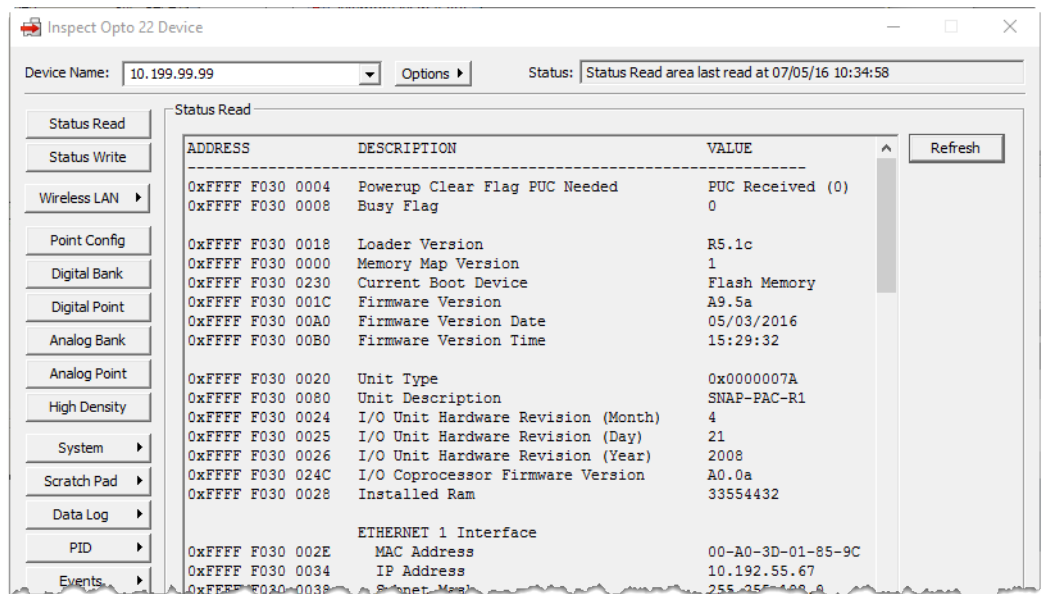 Inspect Opto 22 Device
Device Name: 10.199.99.99 Options Status: Status Read area last read at 07/05/16 10:34:58
Status Read
Status Write
Wireless LAN
Point Config
Digital Bank
Digital Point
Analog Bank
Analog Point
High Density
System
Scratch Pad
Data Log
PID
Events
Status Read
Refresh
ADDRESS DESCRIPTION VALUE
--------------------------------------------------------------------------------
0xFFFF F030 0004 Powerup Clear Flag PUC Needed PUC Received (0)
0xFFFF F030 0008 Busy Flag 0
0xFFFF F030 0018 Loader Version R5.1c
0xFFFF F030 0000 Memory Map Version 1
0xFFFF F030 0230 Current Boot Device Flash Memory
0xFFFF F030 001C Firmware Version A9.5a
0xFFFF F030 00A0 Firmware Version Date 05/03/2016
0xFFFF F030 00B0 Firmware Version Time 15:29:32
0xFFFF F030 0020 Unit Type 0x0000007A
0xFFFF F030 0080 Unit Description SNAP-PAC-R1
0xFFFF F030 0024 I/O Unit Hardware Revision (Month) 4
0xFFFF F030 0025 I/O Unit Hardware Revision (Day) 21
0xFFFF F030 0026 I/O Unit Hardware Revision (Year) 2008
0xFFFF F030 024C I/O Coprocessor Firmware Version A0.0a
0xFFFF F030 0028 Installed Ram 33554432
ETHERNET 1 Interface
0xFFFF F030 002E MAC Address 00-A0-3D-01-85-9C
0xFFFF F030 0034 IP Address 10.192.55.67
0xFFFF F030 0038 Subnet Mask